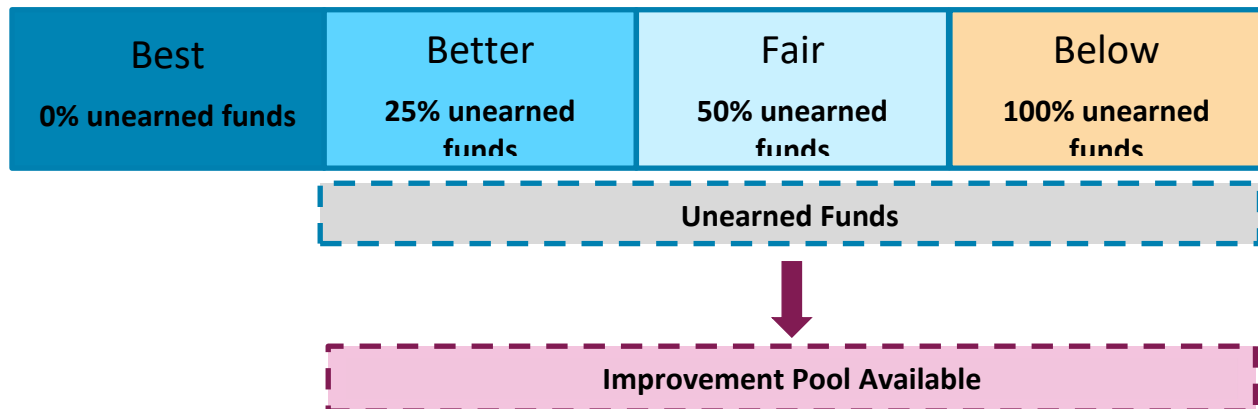 Best
0% unearned funds
Better
25% unearned
funds
Fair
50% unearned
funds
Below
100% unearned
funds
Unearned Funds
Improvement Pool Available